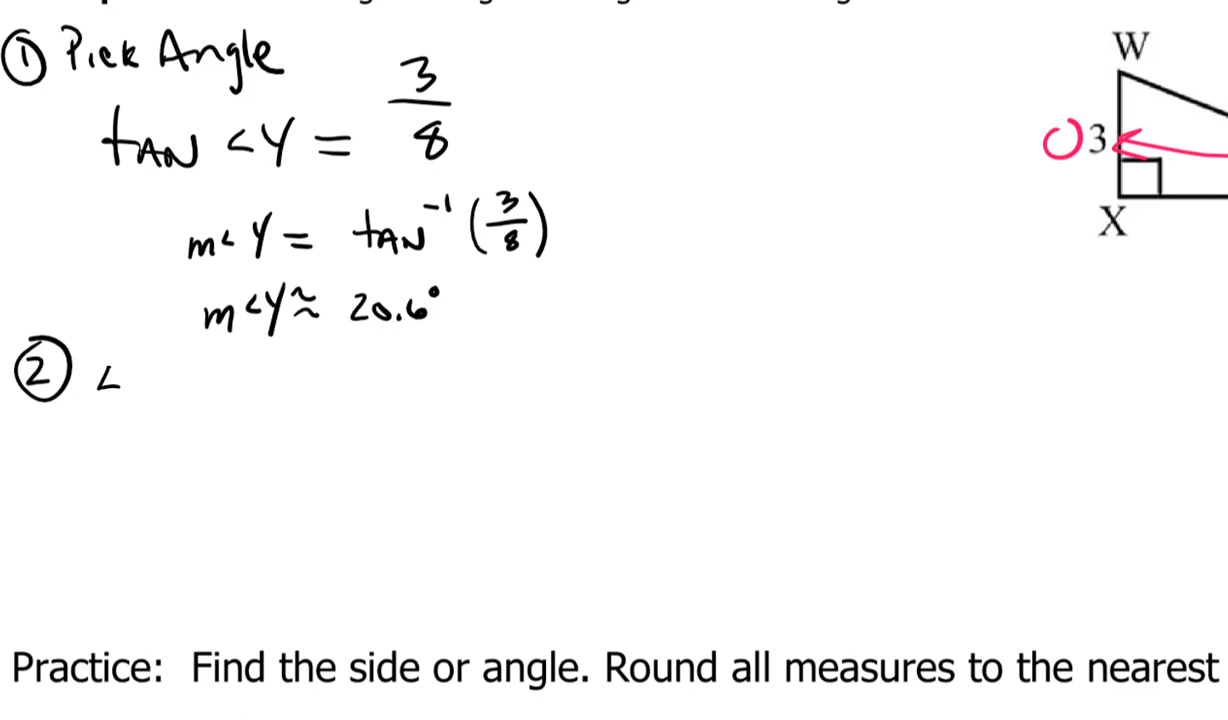 ① Pick Angle
tAN <Y = 3/8
m< Y = tAN⁻¹ (3/8)
m<Y ≈ 20.6°
② ∠
W
O 3
X
Practice: Find the side or angle. Round all measures to the nearest